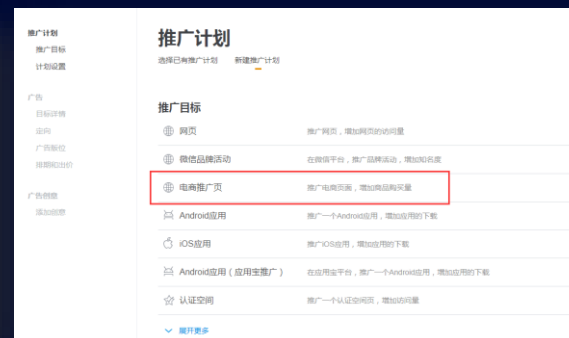 推广计划
推广目标
计划设置
广告
目标详情
定向
广告版位
排期和出价
广告创意
添加创意
推广计划
选择已有推广计划 新建推广计划
推广目标
网页 推广网页，增加网页的访问量
微信品牌活动 在微信平台，推广品牌活动，增加知名度
电商推广页 推广电商页面，增加商品购买量
Android应用 推广一个Android应用，增加应用的下载
iOS应用 推广iOS应用，增加应用的下载
Android应用（应用宝推广） 在应用宝平台，推广一个Android应用，增加应用的下载
认证空间 推广一个认证空间页，增加访问量
展开更多